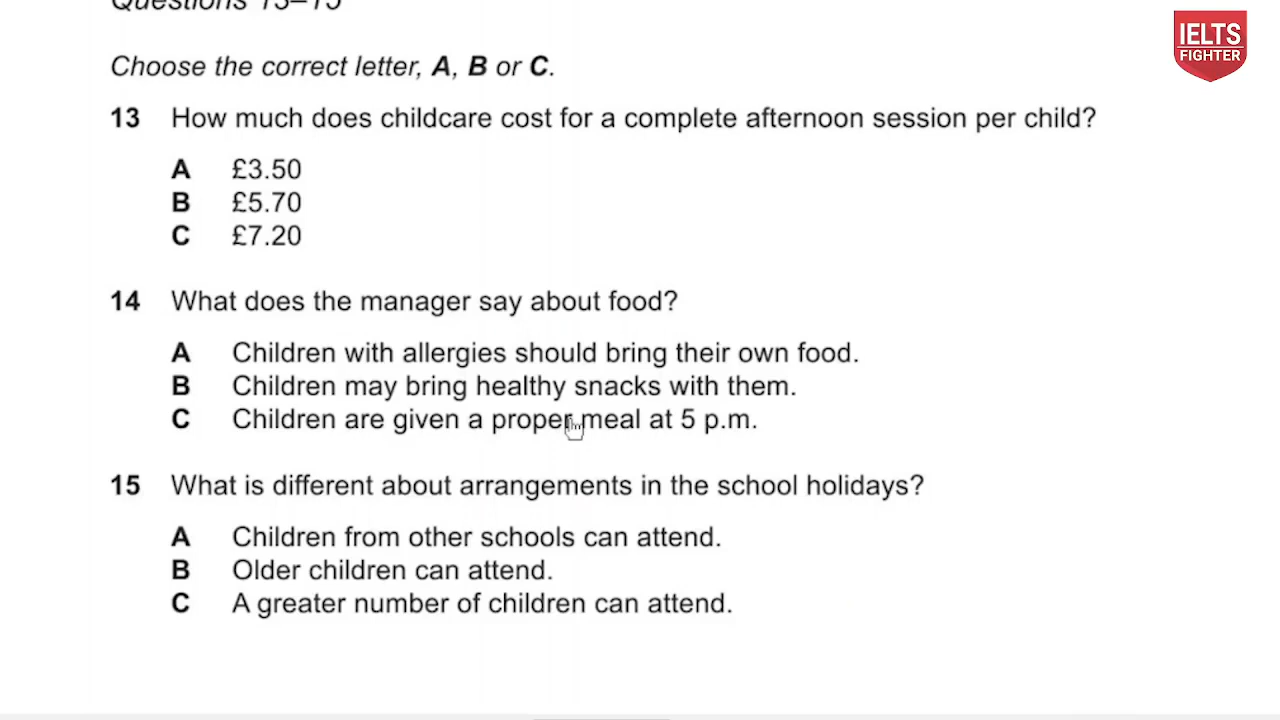 Questions 13–15
IELTS
FIGHTER
Choose the correct letter, A, B or C.
13 How much does childcare cost for a complete afternoon session per child?
A £3.50
B £5.70
C £7.20
14 What does the manager say about food?
A Children with allergies should bring their own food.
B Children may bring healthy snacks with them.
C Children are given a proper meal at 5 p.m.
15 What is different about arrangements in the school holidays?
A Children from other schools can attend.
B Older children can attend.
C A greater number of children can attend.